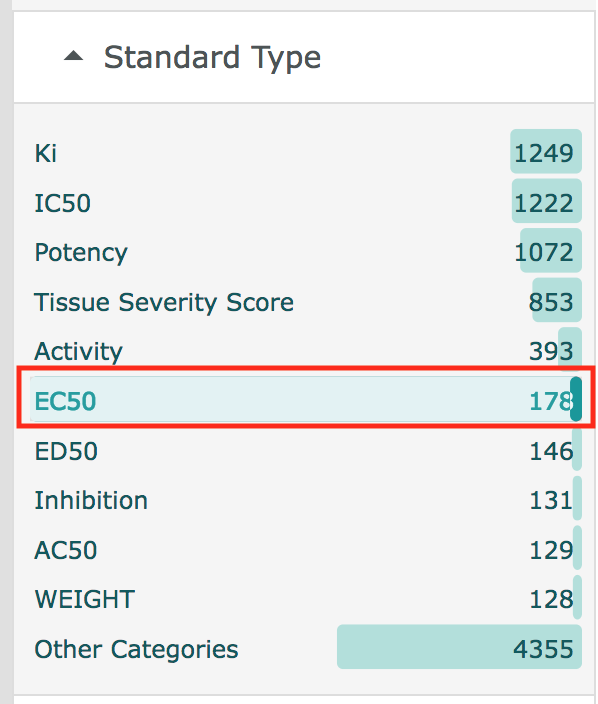 Standard Type
Ki 1249
IC50 1222
Potency 1072
Tissue Severity Score 853
Activity 393
EC50 178
ED50 146
Inhibition 131
AC50 129
WEIGHT 128
Other Categories 4355